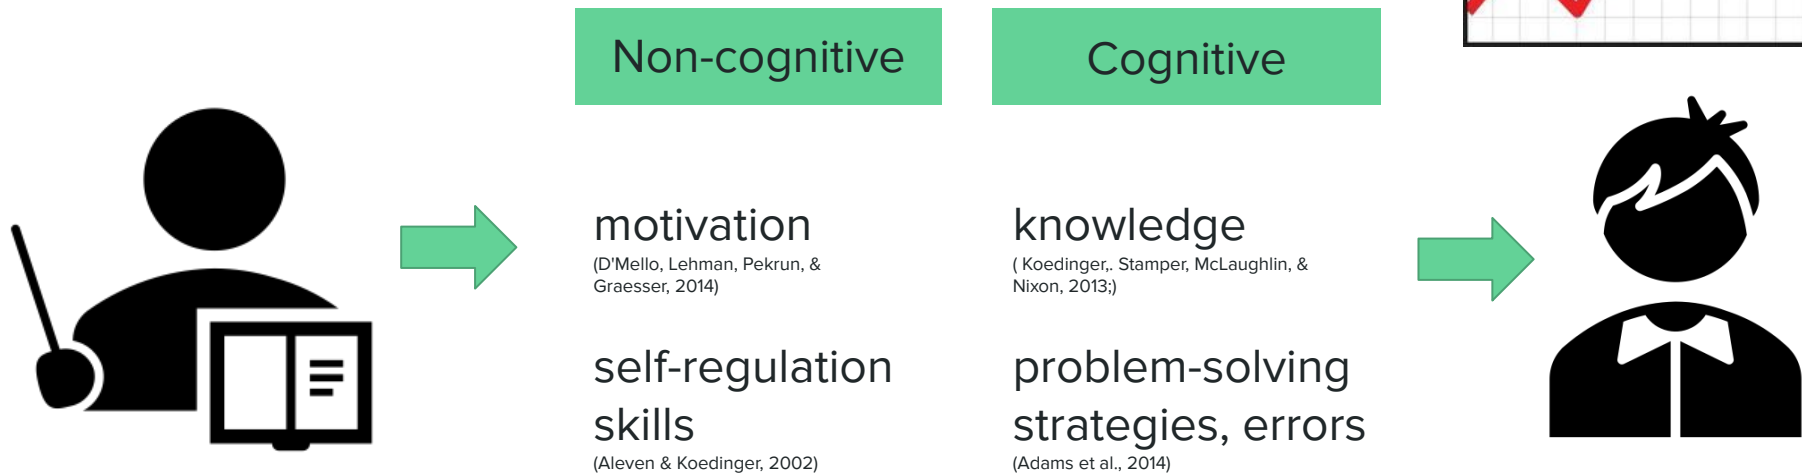 Non-cognitive
Cognitive
motivation
(D'Mello, Lehman, Pekrun, &
Graesser, 2014)
self-regulation
skills
(Aleven & Koedinger, 2002)
knowledge
( Koedinger,. Stamper, McLaughlin, &
Nixon, 2013;)
problem-solving
strategies, errors
(Adams et al., 2014)